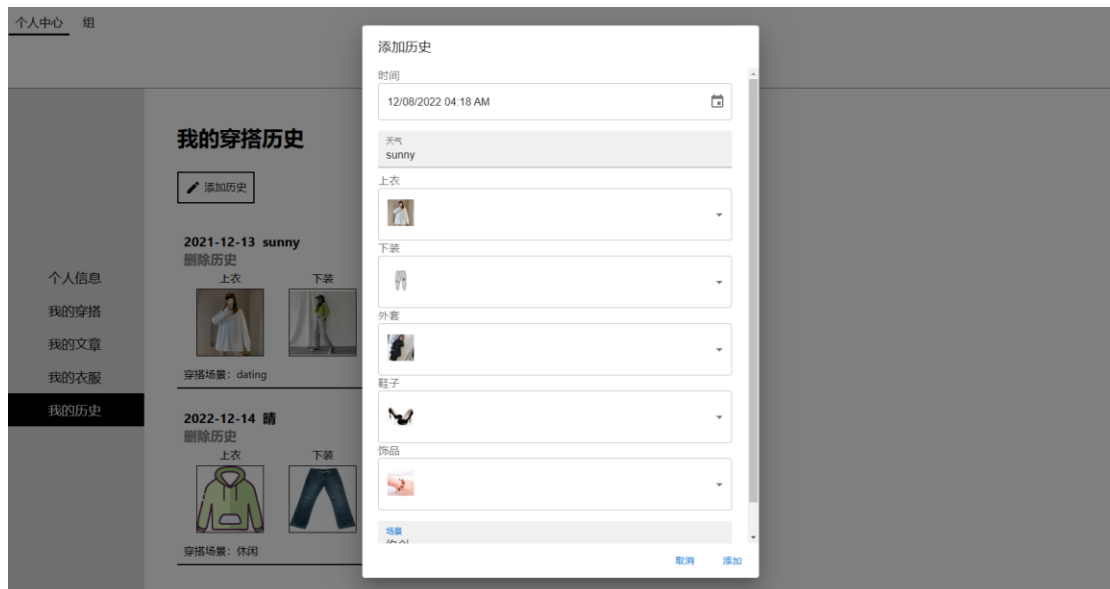 个人中心 组
添加历史
时间
12/08/2022 04:18 AM
天气
sunny
上衣
下装
外套
鞋子
饰品
场景
取消 添加
我的穿搭历史
添加历史
2021-12-13 sunny
删除历史
上衣 下装
穿搭场景：dating
2022-12-14 晴
删除历史
上衣 下装
穿搭场景：休闲
个人信息
我的穿搭
我的文章
我的衣服
我的历史